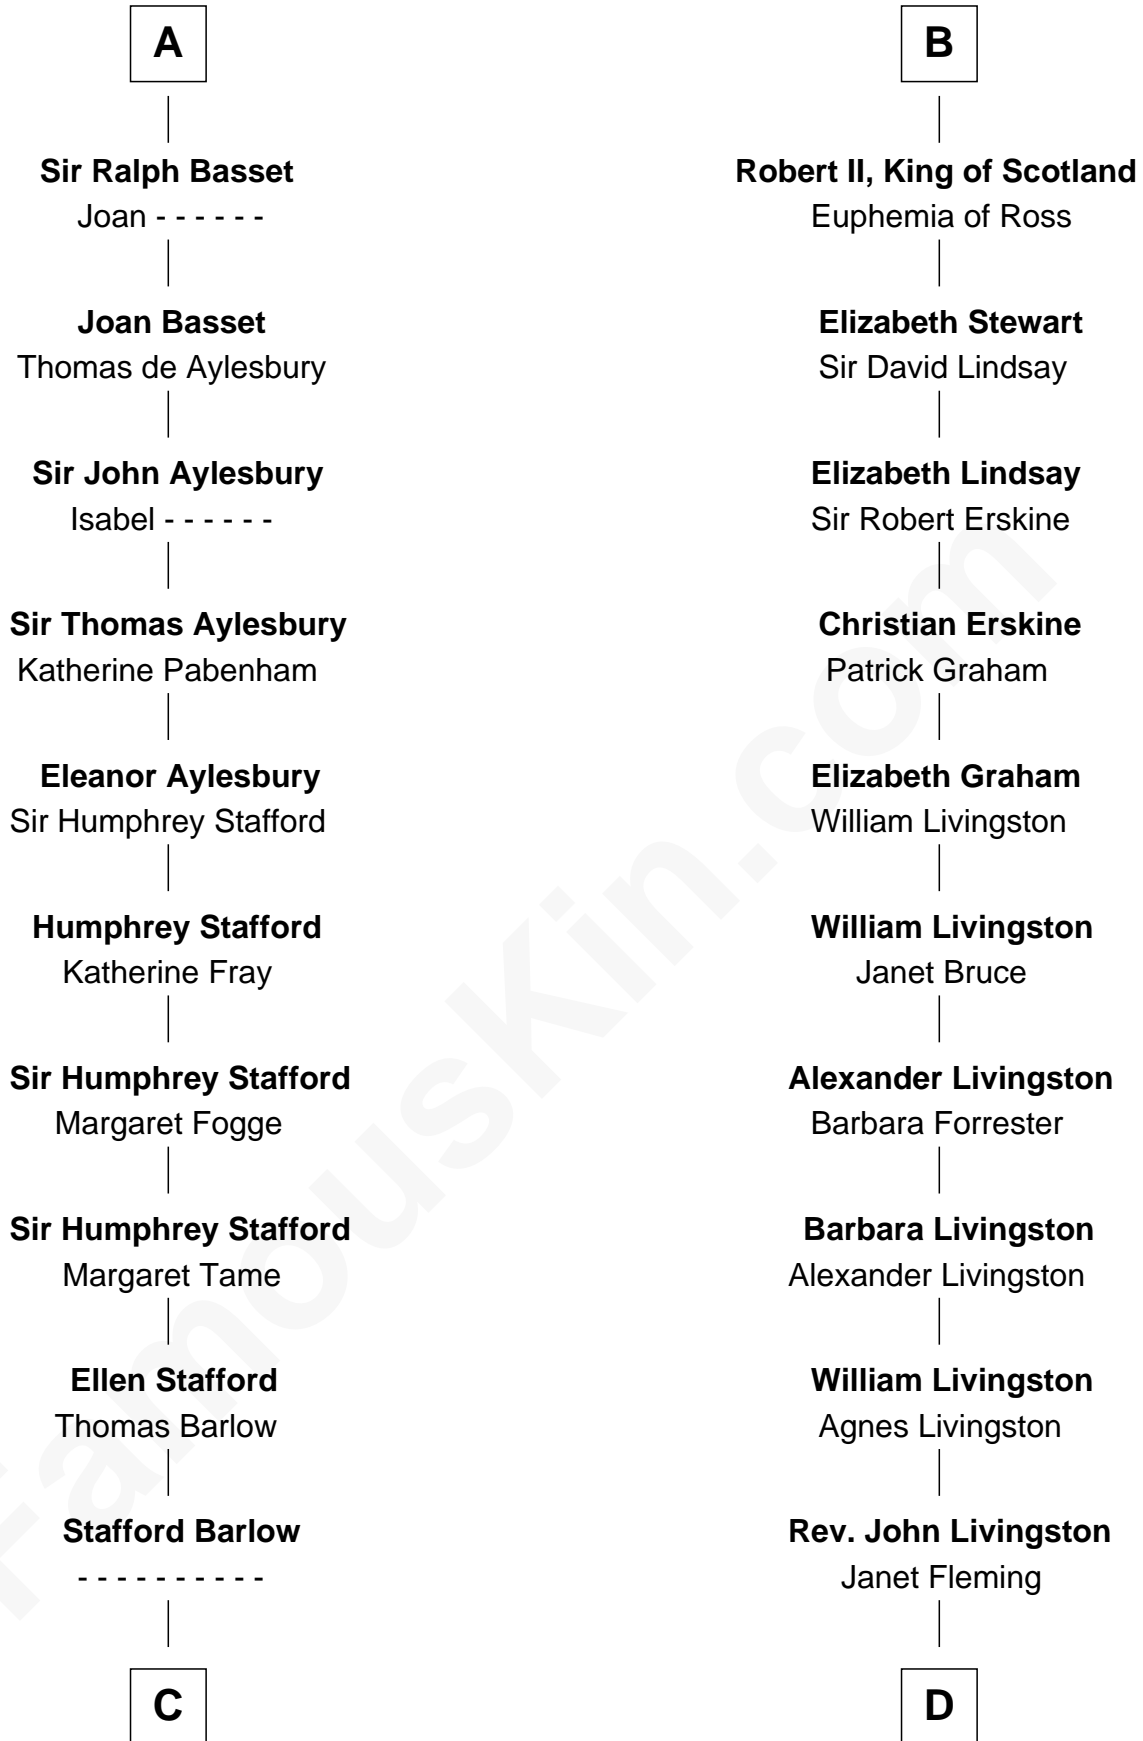 A
Sir Ralph Basset
Joan - - - - - -
Joan Basset
Thomas de Aylesbury
Sir John Aylesbury
Isabel - - - - - -
Sir Thomas Aylesbury
Katherine Pabenham
Eleanor Aylesbury
Sir Humphrey Stafford
Humphrey Stafford
Katherine Fray
Sir Humphrey Stafford
Margaret Fogge
Sir Humphrey Stafford
Margaret Tame
Ellen Stafford
Thomas Barlow
Stafford Barlow
- - - - - - - - - -
C
B
Robert II, King of Scotland
Euphemia of Ross
Elizabeth Stewart
Sir David Lindsay
Elizabeth Lindsay
Sir Robert Erskine
Christian Erskine
Patrick Graham
Elizabeth Graham
William Livingston
William Livingston
Janet Bruce
Alexander Livingston
Barbara Forrester
Barbara Livingston
Alexander Livingston
William Livingston
Agnes Livingston
Rev. John Livingston
Janet Fleming
D
FamousKin.com